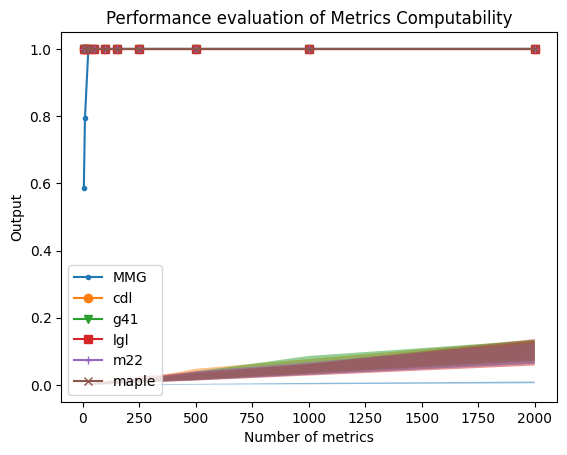 Performance evaluation of Metrics Computability
1.0
0.8
0.6
0.4
0.2
0.0
Output
MMG
cdl
g41
lgl
m22
maple
0
250
500
750
1000
1250
1500
1750
2000
Number of metrics